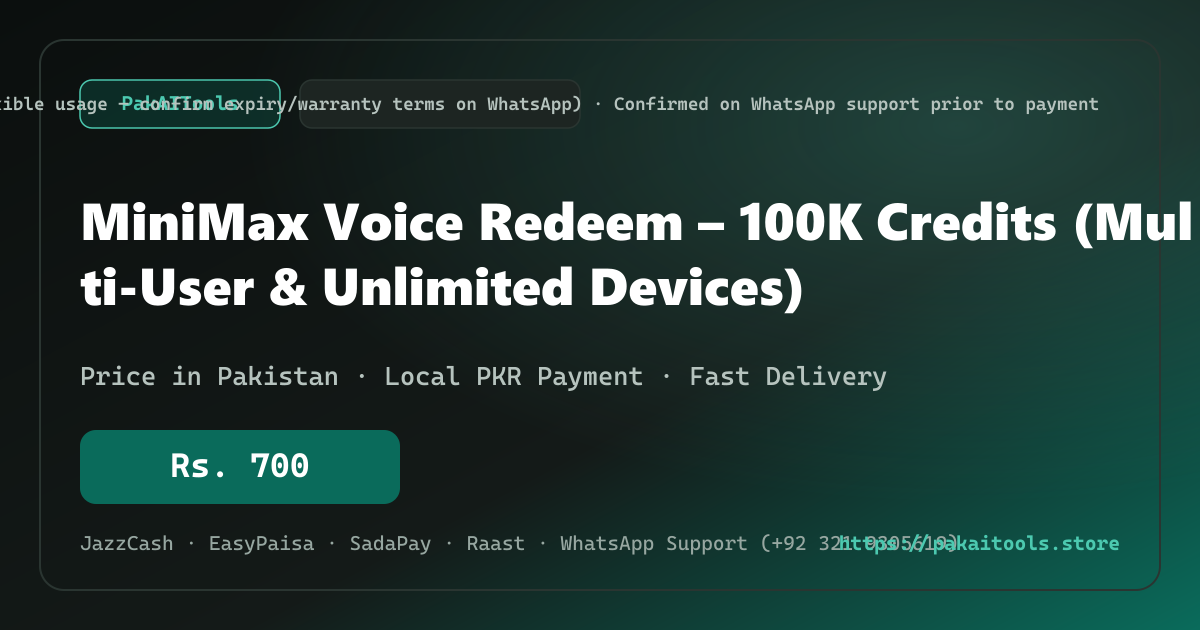 PakAITools
ible usage – confirm expiry/warranty terms on WhatsApp) · Confirmed on WhatsApp support prior to payment
MiniMax Voice Redeem – 100K Credits (Mul
ti-User & Unlimited Devices)
Price in Pakistan · Local PKR Payment · Fast Delivery
Rs. 700
JazzCash · EasyPaisa · SadaPay · Raast · WhatsApp Support (+92 321
https://pakaitools.store